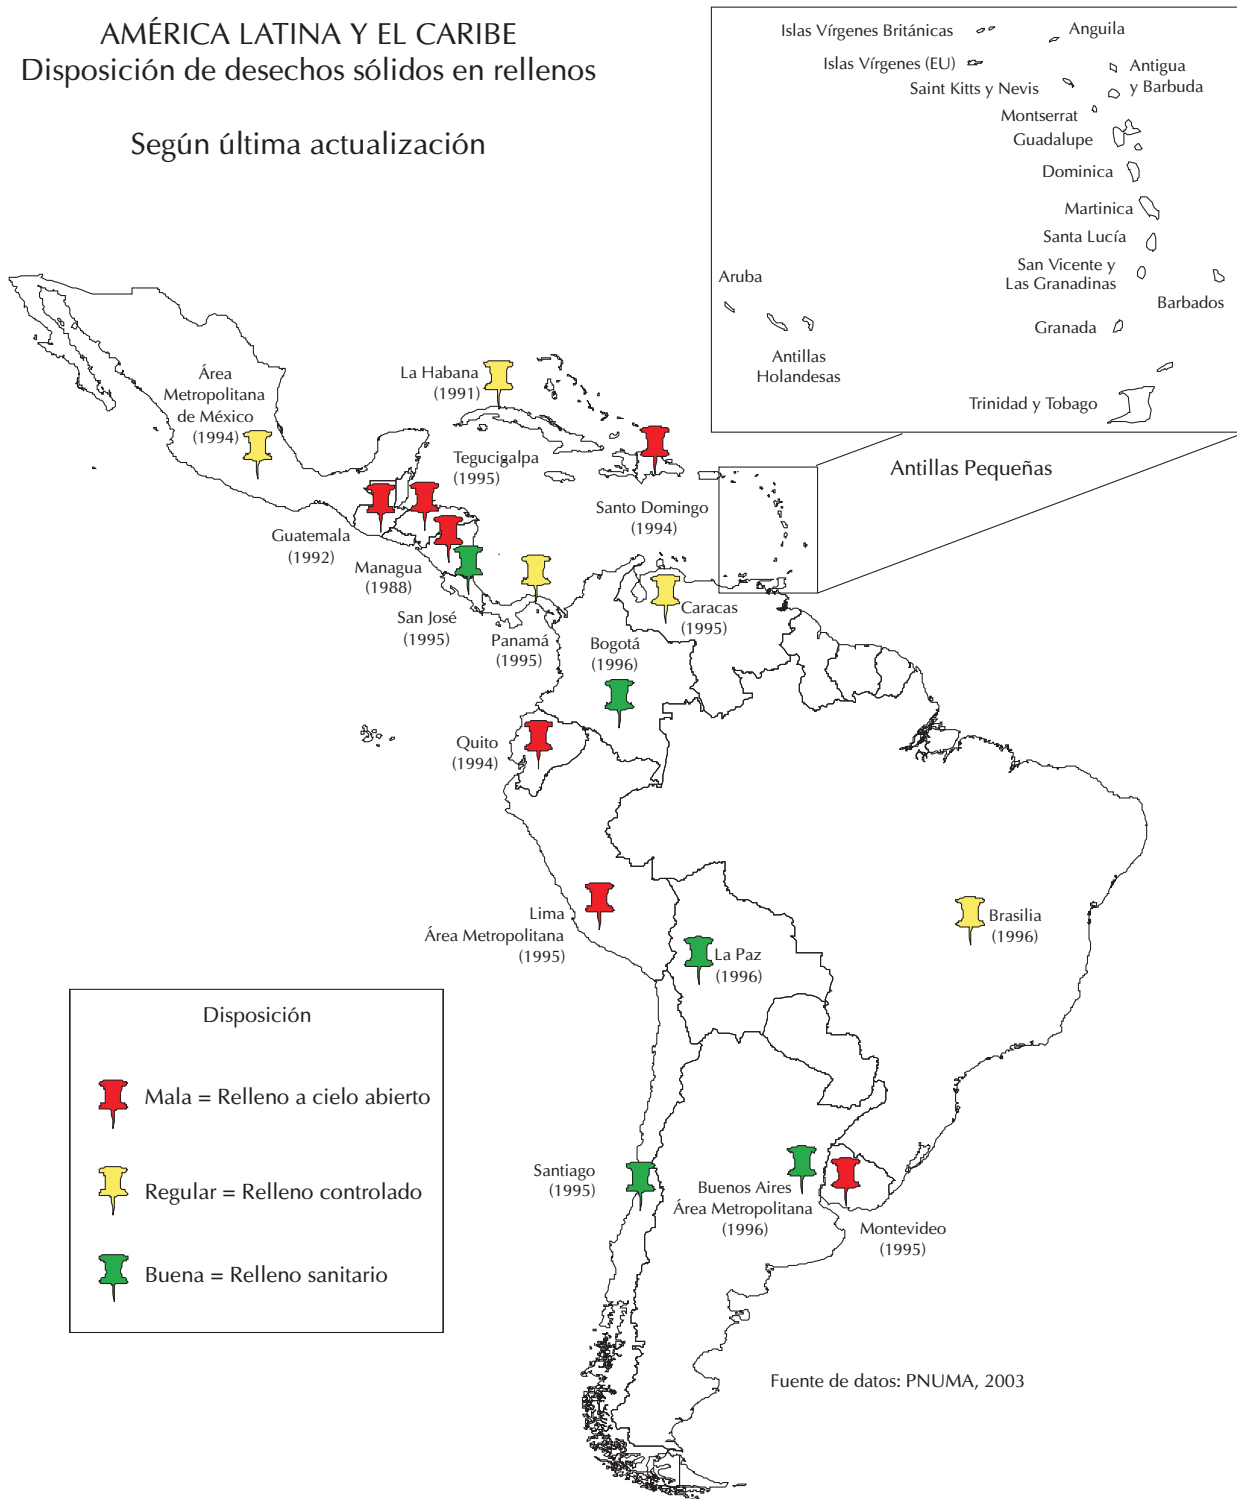 AMÉRICA LATINA Y EL CARIBE
Disposición de desechos sólidos en rellenos
Según última actualización
Islas Vírgenes Británicas
Anguila
Islas Vírgenes (EU)
Antigua
y Barbuda
Saint Kitts y Nevis
Montserrat
Guadalupe
Dominica
Martinica
Santa Lucía
San Vicente y
Las Granadinas
Barbados
Aruba
Granada
Antillas
Holandesas
Trinidad y Tobago
Antillas Pequeñas
Área
Metropolitana
de México
(1994)
La Habana
(1991)
Tegucigalpa
(1995)
Santo Domingo
(1994)
Guatemala
(1992)
Managua
(1988)
San José
(1995)
Panamá
(1995)
Caracas
(1995)
Bogotá
(1996)
Quito
(1994)
Lima
Área Metropolitana
(1995)
Brasilia
(1996)
La Paz
(1996)
Santiago
(1995)
Buenos Aires
Área Metropolitana
(1996)
Montevideo
(1995)
Disposición
Mala = Relleno a cielo abierto
Regular = Relleno controlado
Buena = Relleno sanitario
Fuente de datos: PNUMA, 2003